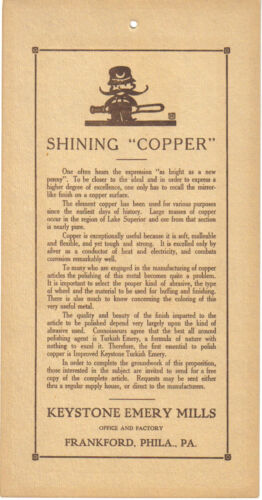 SHINING "COPPER"
One often hears the expression "as bright as a new
penny". To be closer to the ideal and in order to express a
higher degree of excellence, one only has to recall the mirror-
like finish on a copper surface.
The element copper has been used for various purposes
since the earliest days of history. Large masses of copper
occur in the region of Lake Superior and ore from that section
is nearly pure.
Copper is exceptionally useful because it is soft, malleable
and flexible, and yet tough and strong. It is excelled only by
silver as a conductor of heat and electricity, and combats
corrosion remarkably well.
To many who are engaged in the manufacturing of copper
articles the polishing of this metal becomes quite a problem.
It is important to select the proper kind of abrasive, the type
of wheel and the material to be used for buffing and finishing.
There is also much to know concerning the coloring of this
very useful metal.
The quality and beauty of the finish imparted to the
article to be polished depend very largely upon the kind of
abrasive used. Connoisseurs agree that the best all around
polishing agent is Turkish Emery, a formula of nature with
nothing to excel it. Therefore, the first essential to polish
copper is Improved Keystone Turkish Emery.
In order to complete the groundwork of this proposition,
those interested in the subject are invited to send for a free
copy of the complete article. Requests may be sent either
thru a regular supply house, or direct to the manufacturers.
KEYSTONE EMERY MILLS
OFFICE AND FACTORY
FRANKFORD, PHILA., PA.